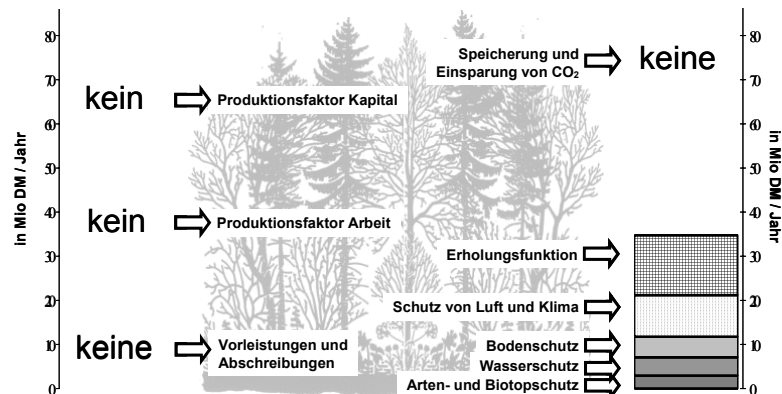 80
70
60
50
40
30
20
10
0
in Mio DM / Jahr
kein
Produktionsfaktor Kapital
kein
Produktionsfaktor Arbeit
keine
Vorleistungen und
Abschreibungen
Speicherung und
Einsparung von CO₂
keine
Erholungsfunktion
Schutz von Luft und Klima
Bodenschutz
Wasserschutz
Arten- und Biotopschutz
80
70
60
50
40
30
20
10
0
in Mio DM / Jahr